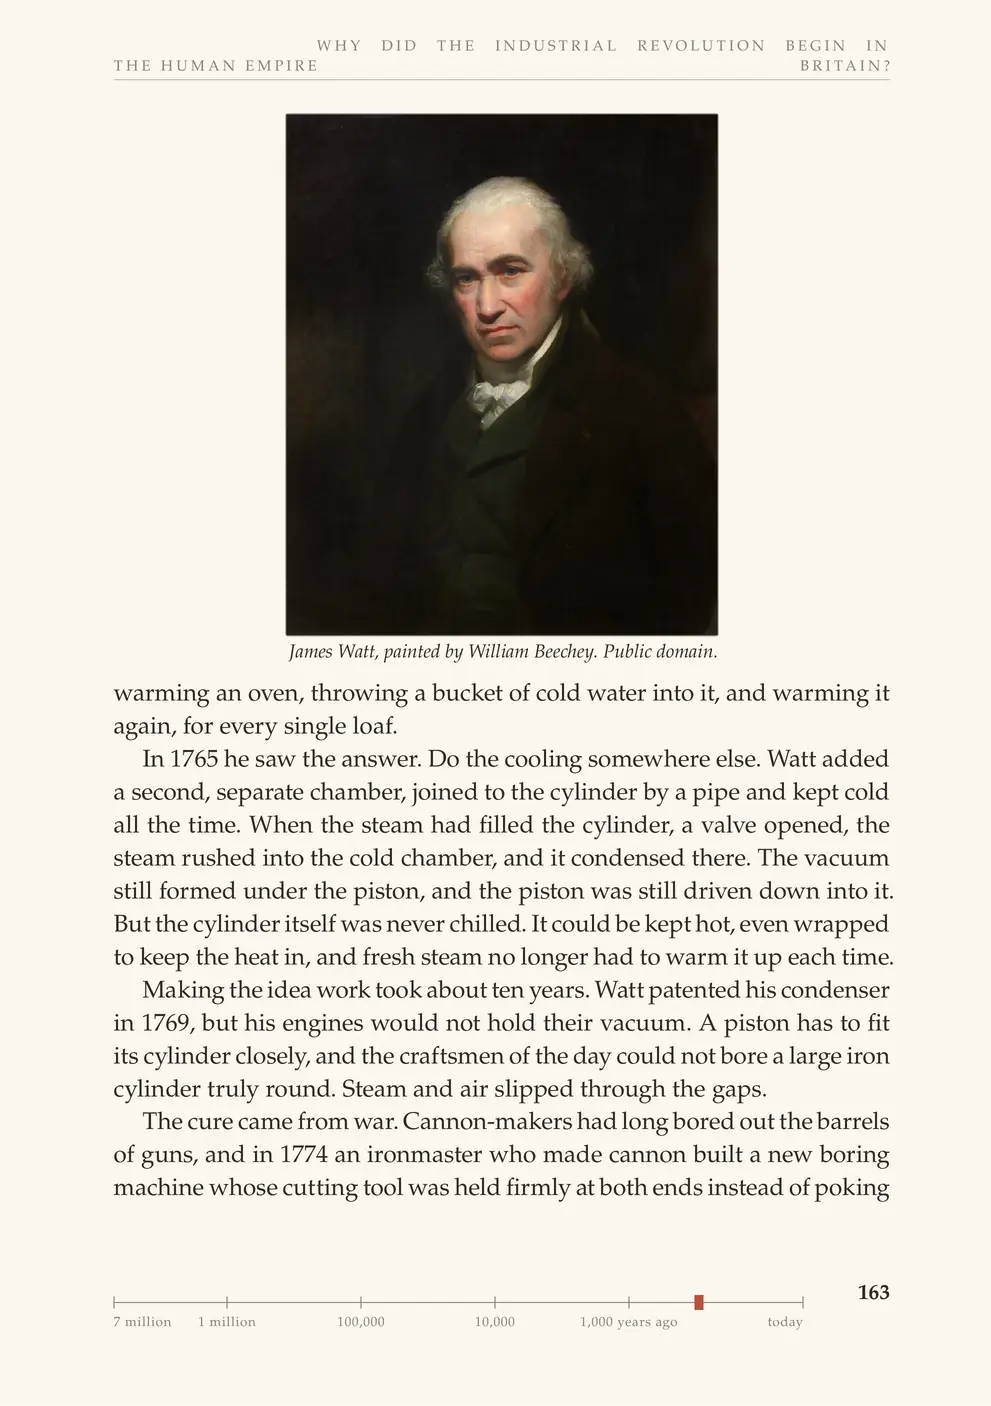 WHY DID THE INDUSTRIAL REVOLUTION BEGIN IN
THE HUMAN EMPIRE BRITAIN?
James Watt, painted by William Beechey. Public domain.
warming an oven, throwing a bucket of cold water into it, and warming it
again, for every single loaf.
In 1765 he saw the answer. Do the cooling somewhere else. Watt added
a second, separate chamber, joined to the cylinder by a pipe and kept cold
all the time. When the steam had filled the cylinder, a valve opened, the
steam rushed into the cold chamber, and it condensed there. The vacuum
still formed under the piston, and the piston was still driven down into it.
But the cylinder itself was never chilled. It could be kept hot, even wrapped
to keep the heat in, and fresh steam no longer had to warm it up each time.
Making the idea work took about ten years. Watt patented his condenser
in 1769, but his engines would not hold their vacuum. A piston has to fit
its cylinder closely, and the craftsmen of the day could not bore a large iron
cylinder truly round. Steam and air slipped through the gaps.
The cure came from war. Cannon-makers had long bored out the barrels
of guns, and in 1774 an ironmaster who made cannon built a new boring
machine whose cutting tool was held firmly at both ends instead of poking
163
7 million 1 million 100,000 10,000 1,000 years ago today